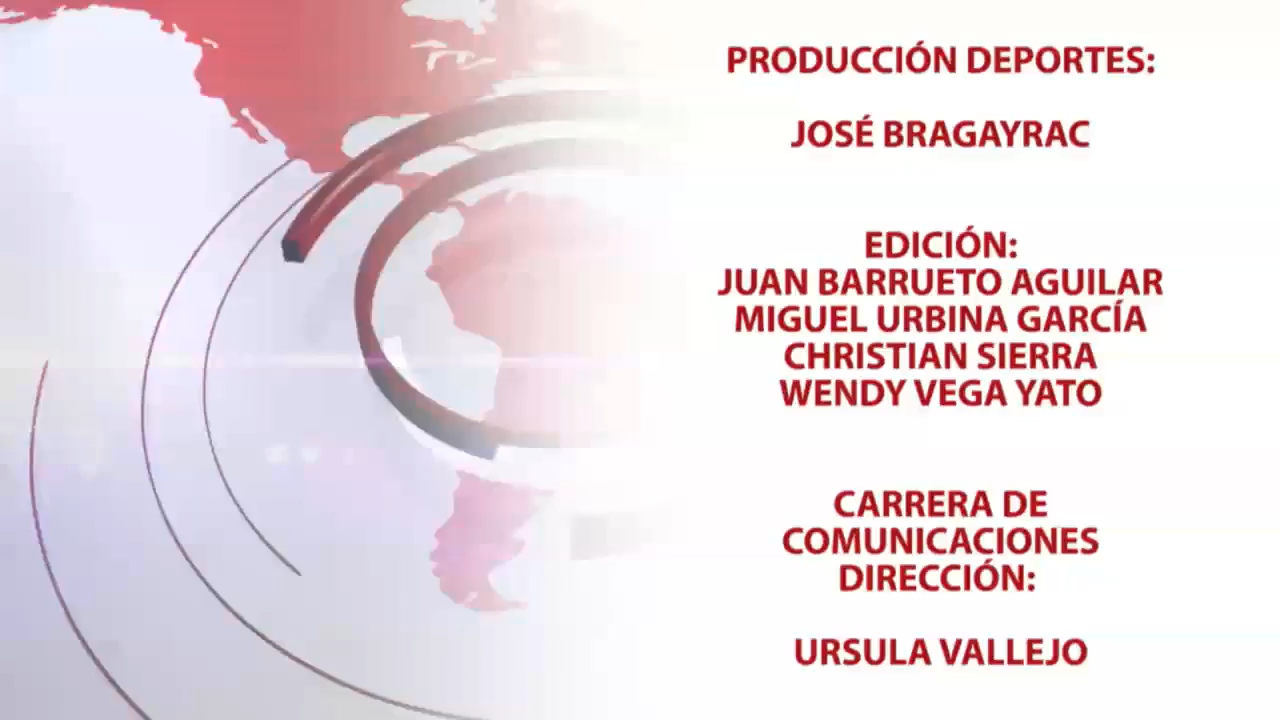 PRODUCCIÓN DEPORTES:
JOSÉ BRAGAYRAC
EDICIÓN:
JUAN BARRUETO AGUILAR
MIGUEL URBINA GARCÍA
CHRISTIAN SIERRA
WENDY VEGA YATO
CARRERA DE
COMUNICACIONES
DIRECCIÓN:
URSULA VALLEJO